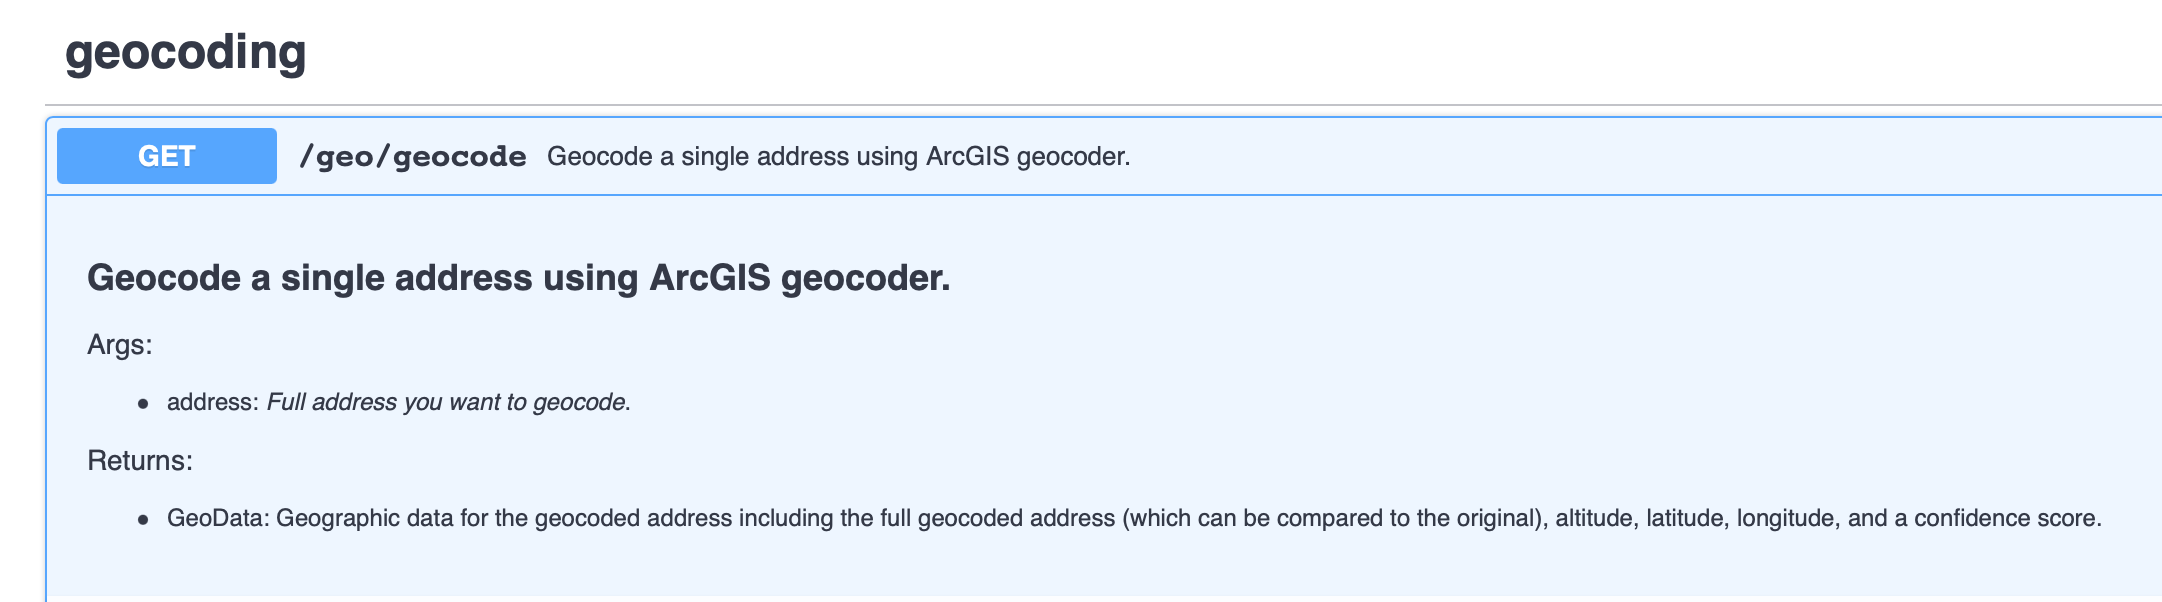 geocoding
GET /geo/geocode Geocode a single address using ArcGIS geocoder.
Geocode a single address using ArcGIS geocoder.
Args:
● address: Full address you want to geocode.
Returns:
● GeoData: Geographic data for the geocoded address including the full geocoded address (which can be compared to the original), altitude, latitude, longitude, and a confidence score.